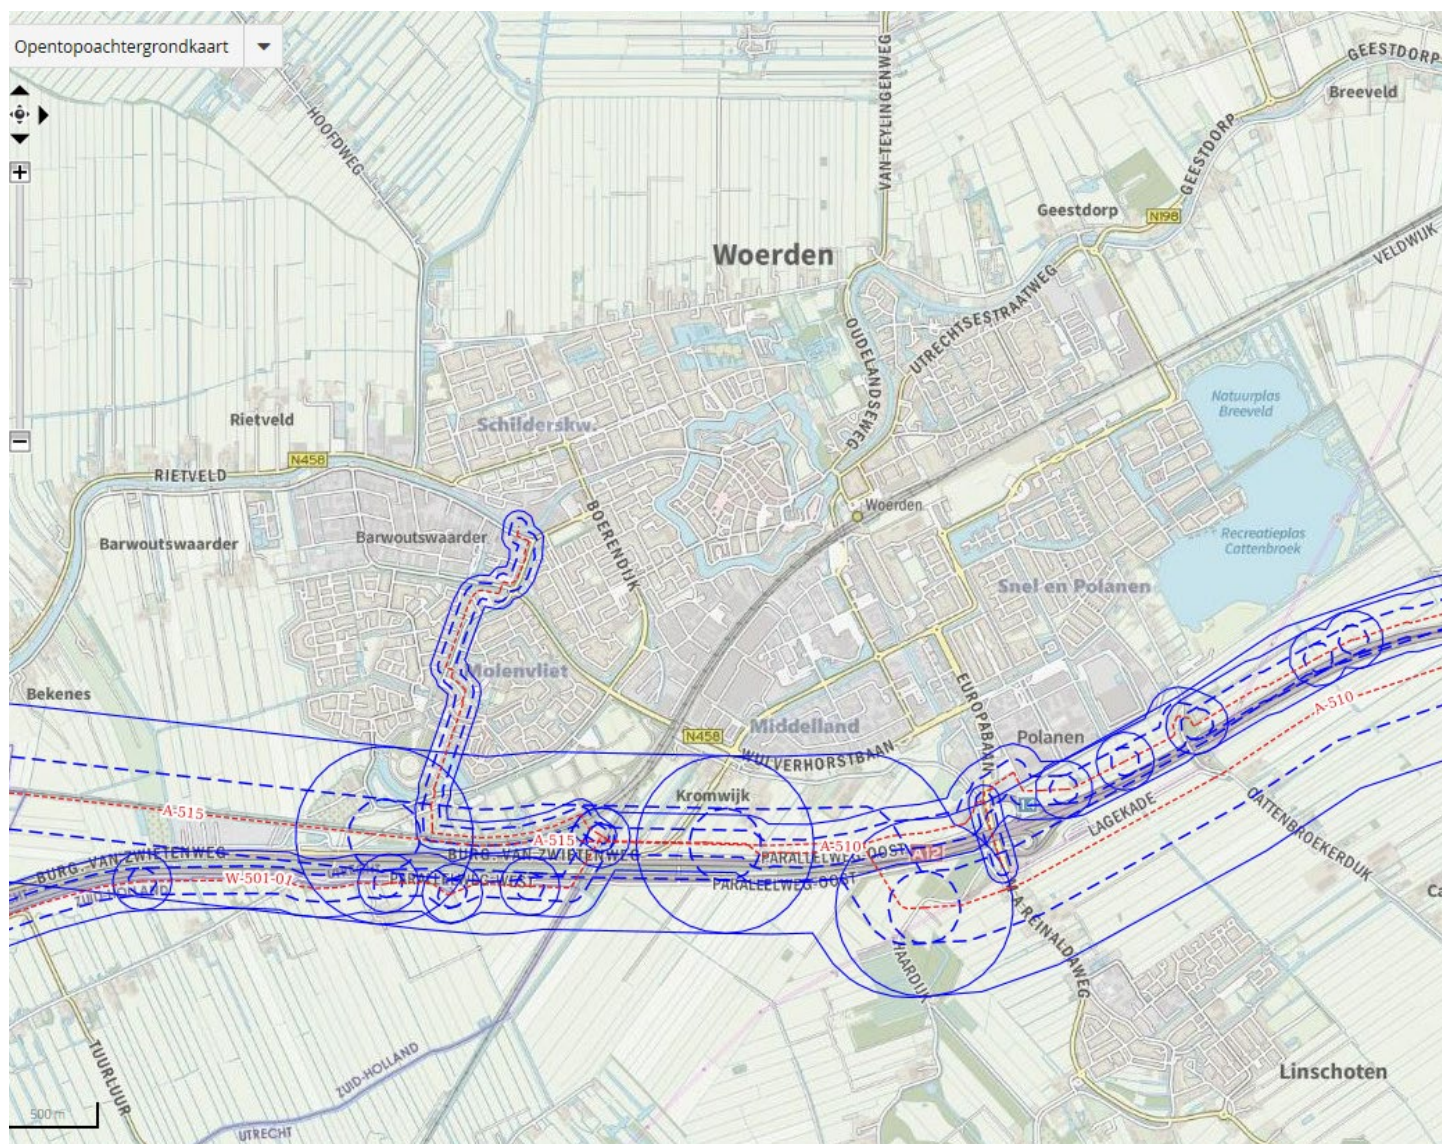 Opentopoachtergrondkaart
GEESTDORP
Breeveld
HOOFDWEG
VAN TEYLINGENWEG
GEESTDORP
Geestdorp
N198
Woerden
VELDWIJK
UTRECHTSESTRAATWEG
OUDELANDSEWEG
Natuurplas
Breeveld
Rietveld
Schilderskw.
N458
RIETVELD
Woerden
BOERENDIJK
Barwoutswaarder
Barwoutswaarder
Recreatieplas
Cattenbroek
Snel en Polanen
Molenvliet
Bekenes
EUROPABAAN
A-510
Middelland
N458
Polanen
WULVERHORSTBAAN
Kromwijk
A-515
LAGEKADE
CATTENBROEKERDIJK
A-515
A-510
BURG. VAN ZWIETENWEG
BURG. VAN ZWIETENWEG
PARALLELWEG-OOST
A12
W-501-01
PARALLELWEG-WEST
PARALLELWEG-OOST
ZUID-HOLLAND
M.A. REINALDAWEG
HAARDIJK
TUURLUUR
ZUID-HOLLAND
Linschoten
500 m
UTRECHT